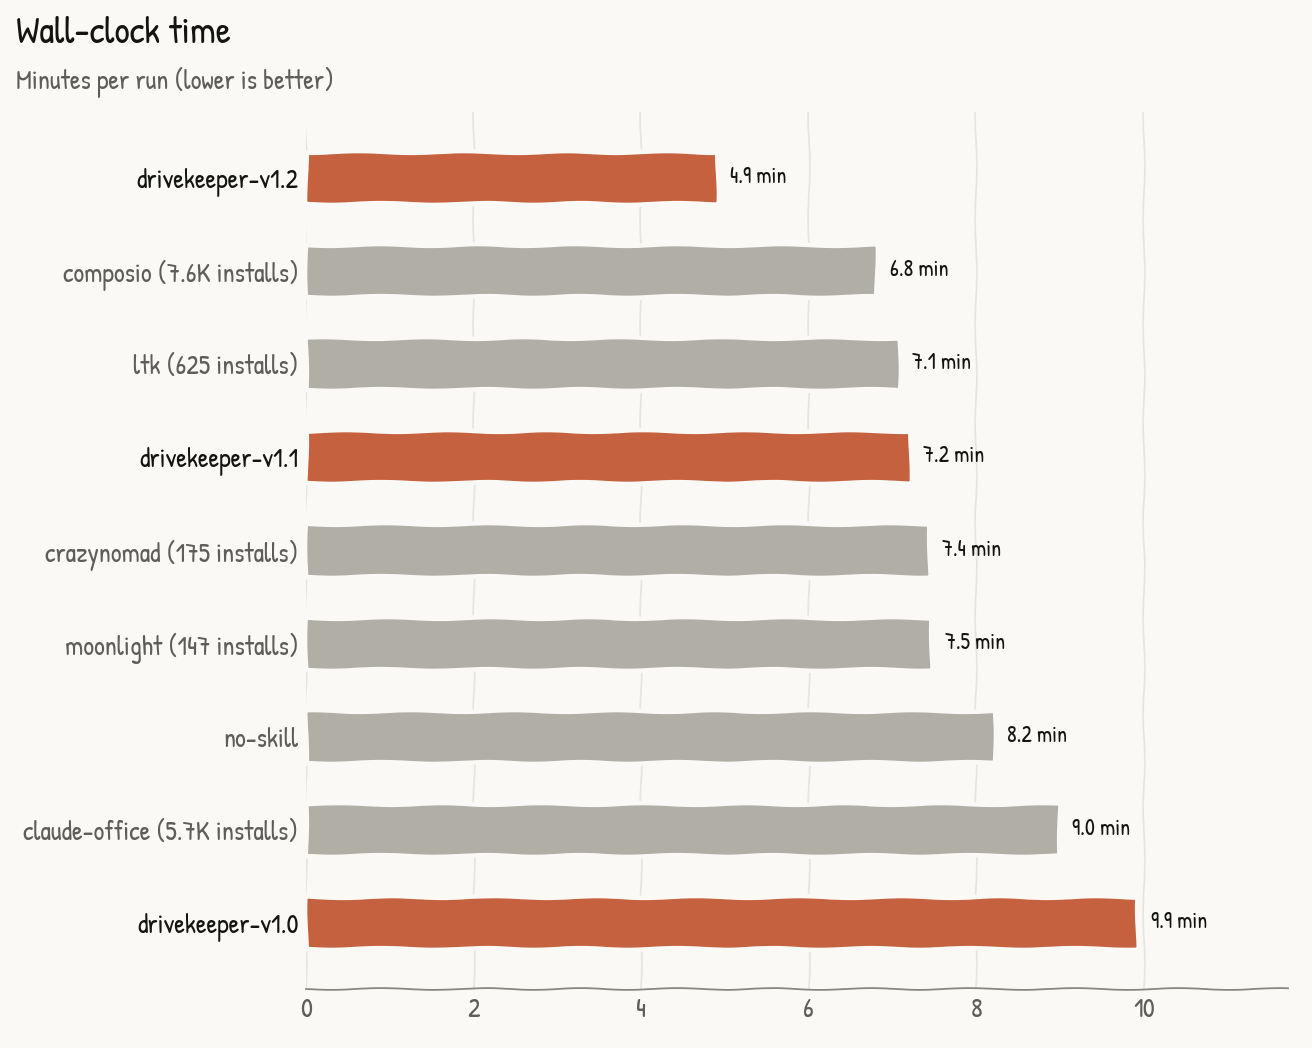 Wall-clock time
Minutes per run (lower is better)
drivekeeper-v1.2 4.9 min
composio (7.6K installs) 6.8 min
ltk (625 installs) 7.1 min
drivekeeper-v1.1 7.2 min
crazynomad (175 installs) 7.4 min
moonlight (147 installs) 7.5 min
no-skill 8.2 min
claude-office (5.7K installs) 9.0 min
drivekeeper-v1.0 9.9 min
0 2 4 6 8 10